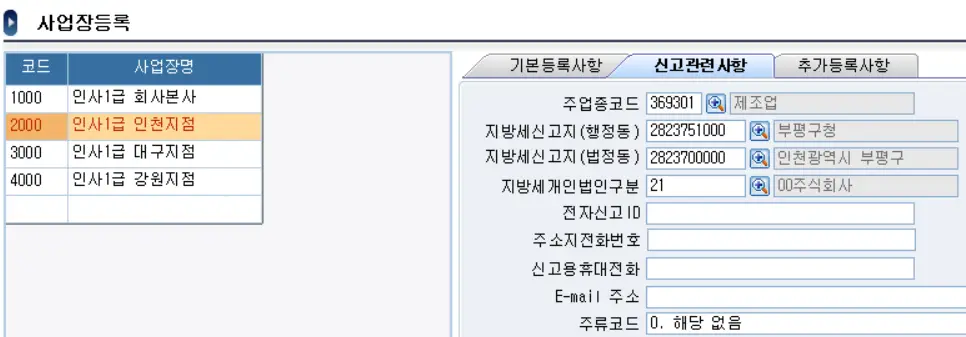 사업장등록
코드 사업장명
1000 인사1급 회사본사
2000 인사1급 인천지점
3000 인사1급 대구지점
4000 인사1급 강원지점
기본등록사항 신고관련사항 추가등록사항
주업종코드 369301 제조업
지방세신고지(행정동) 2823751000 부평구청
지방세신고지(법정동) 2823700000 인천광역시 부평구
지방세개인법인구분 21 00주식회사
전자신고ID
주소지전화번호
신고용휴대전화
E-mail 주소
주류코드 0. 해당 없음